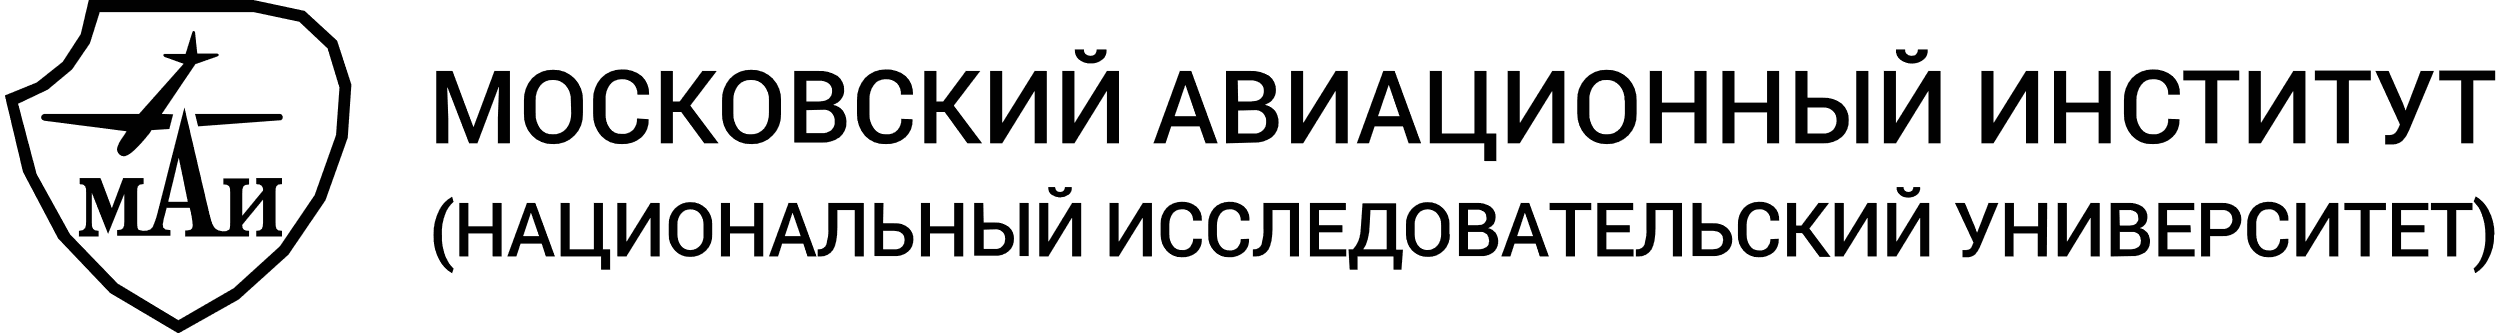 МАИ
МОСКОВСКИЙ АВИАЦИОННЫЙ ИНСТИТУТ
(НАЦИОНАЛЬНЫЙ ИССЛЕДОВАТЕЛЬСКИЙ УНИВЕРСИТЕТ)